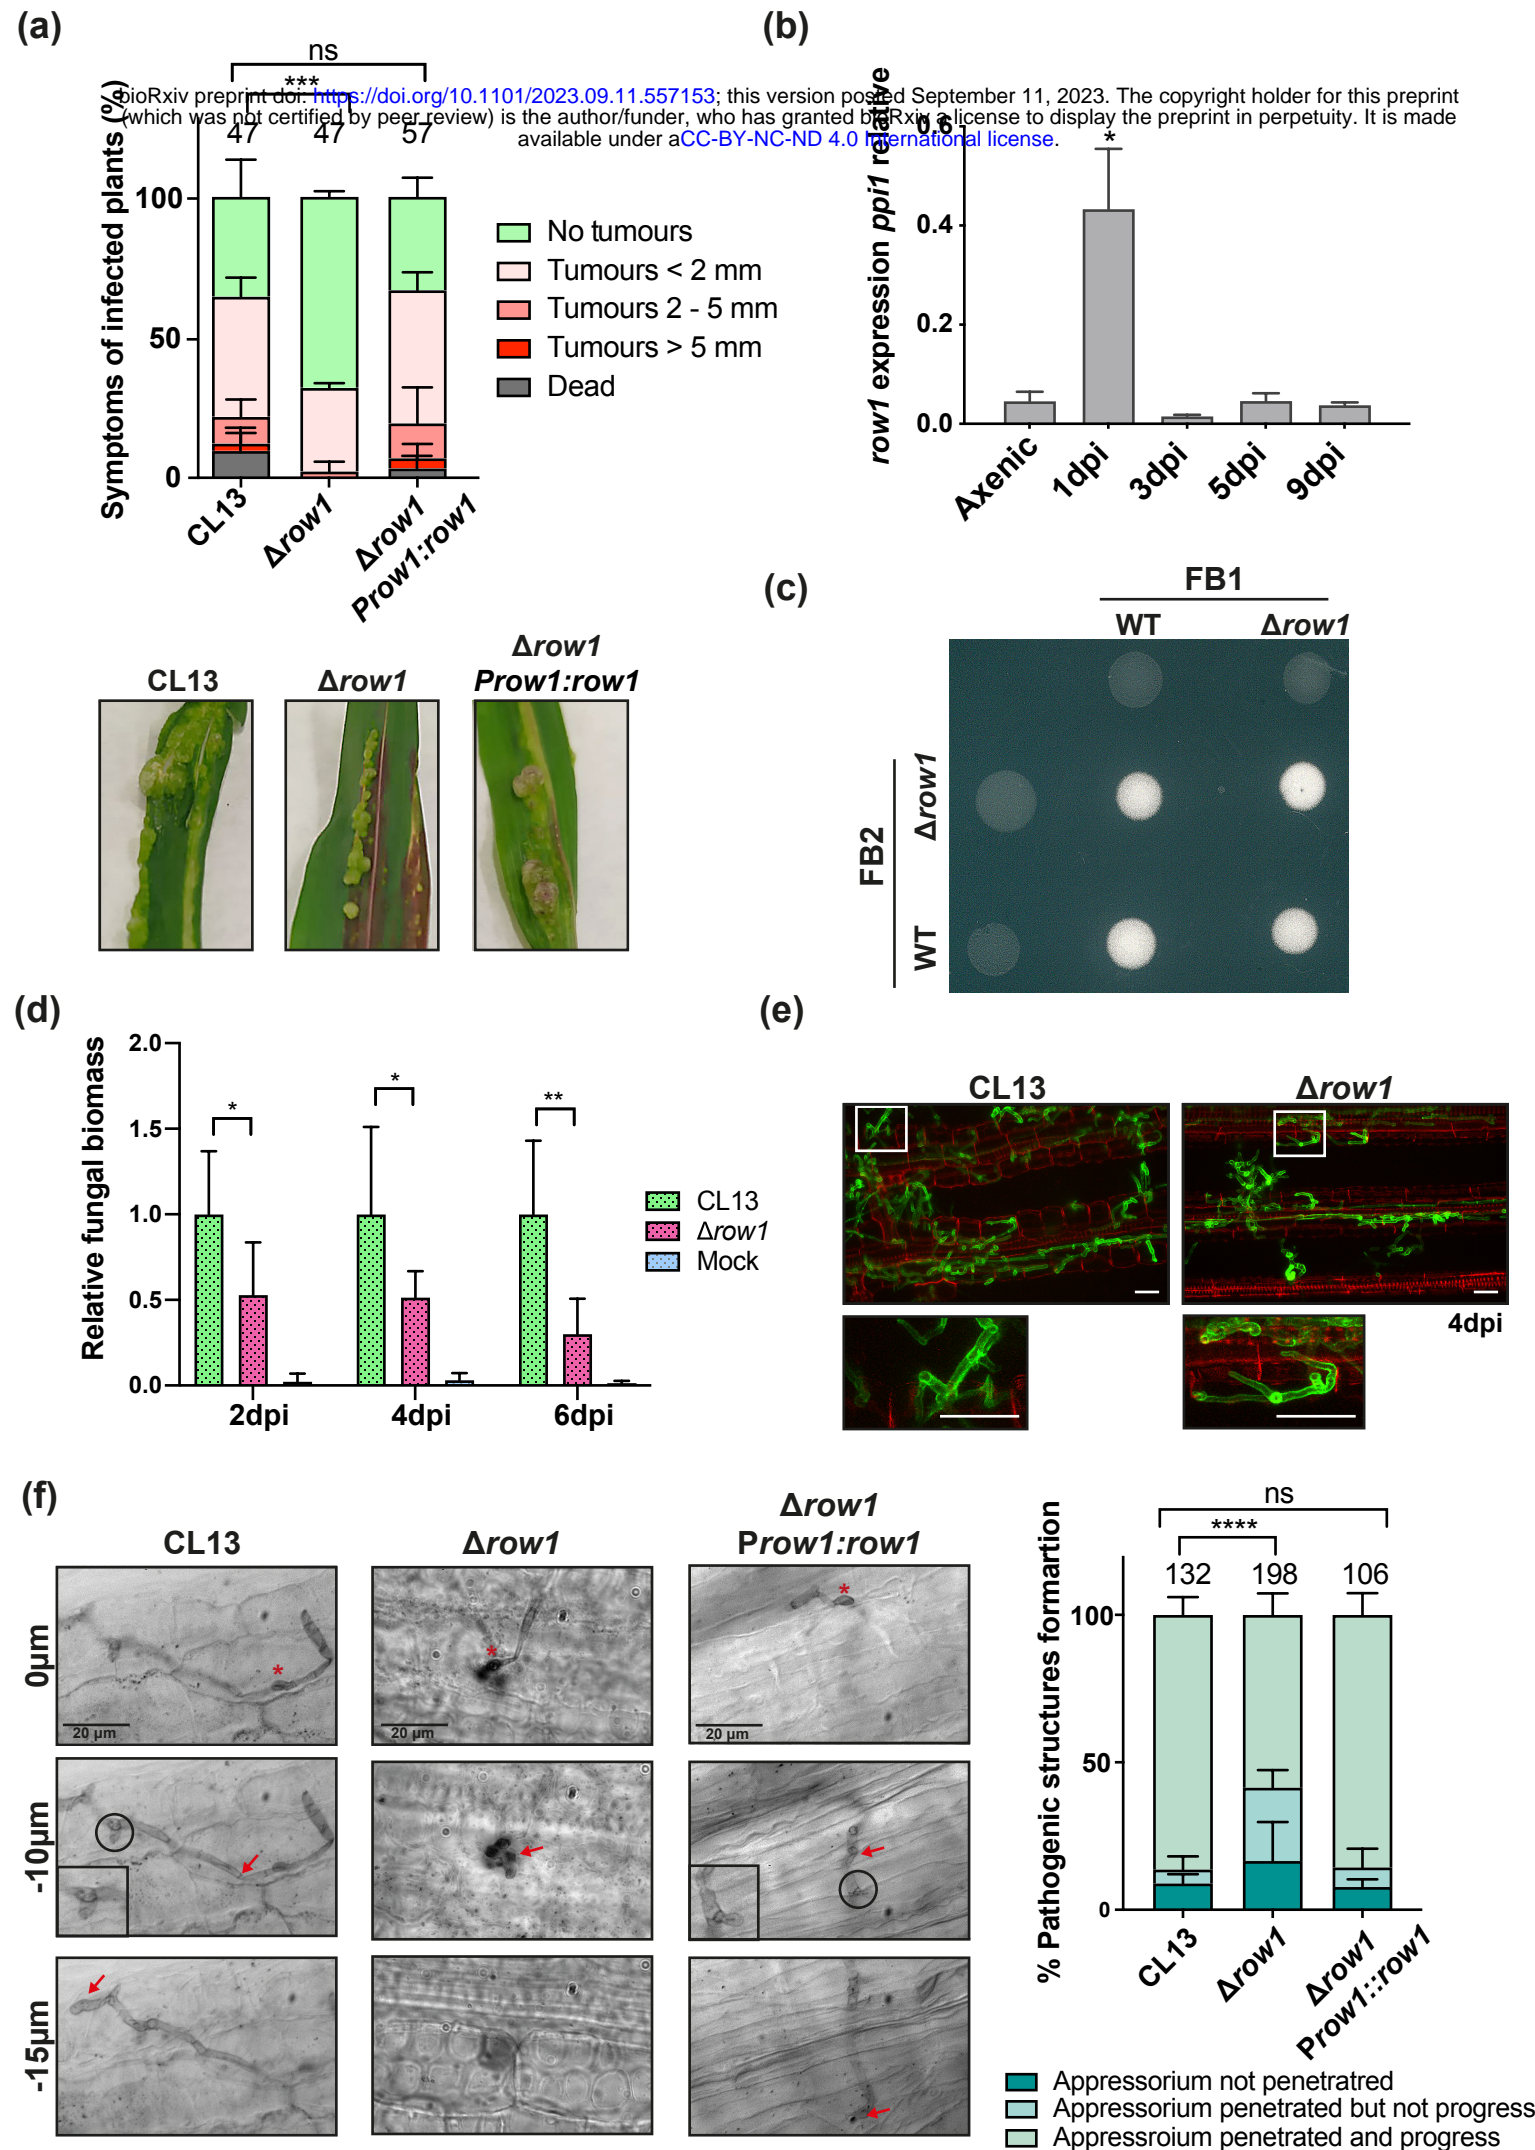 (a)
(b)
ns
***
bioRxiv preprint doi: https://doi.org/10.1101/2023.09.11.557153; this version posted September 11, 2023. The copyright holder for this preprint
(which was not certified by peer review) is the author/funder, who has granted bioRxiv a license to display the preprint in perpetuity. It is made
available under aCC-BY-NC-ND 4.0 International license.
47
47
57
Symptoms of infected plants (%)
100
50
0
CL13
Δrow1
Δrow1
Prow1:row1
No tumours
Tumours < 2 mm
Tumours 2 - 5 mm
Tumours > 5 mm
Dead
row1 expression ppi1 relative
0.6
0.4
0.2
0.0
*
Axenic
1dpi
3dpi
5dpi
9dpi
CL13
Δrow1
Δrow1
Prow1:row1
(c)
FB1
WT
Δrow1
FB2
Δrow1
WT
(d)
Relative fungal biomass
2.0
1.5
1.0
0.5
0.0
*
*
**
2dpi
4dpi
6dpi
CL13
Δrow1
Mock
(e)
CL13
Δrow1
4dpi
(f)
CL13
Δrow1
Δrow1
Prow1:row1
0µm
*
*
*
20 µm
20 µm
20 µm
-10µm
-15µm
% Pathogenic structures formartion
ns
****
132
198
106
100
50
0
CL13
Δrow1
Δrow1
Prow1::row1
Appressorium not penetratred
Appressorium penetrated but not progress
Appressroium penetrated and progress